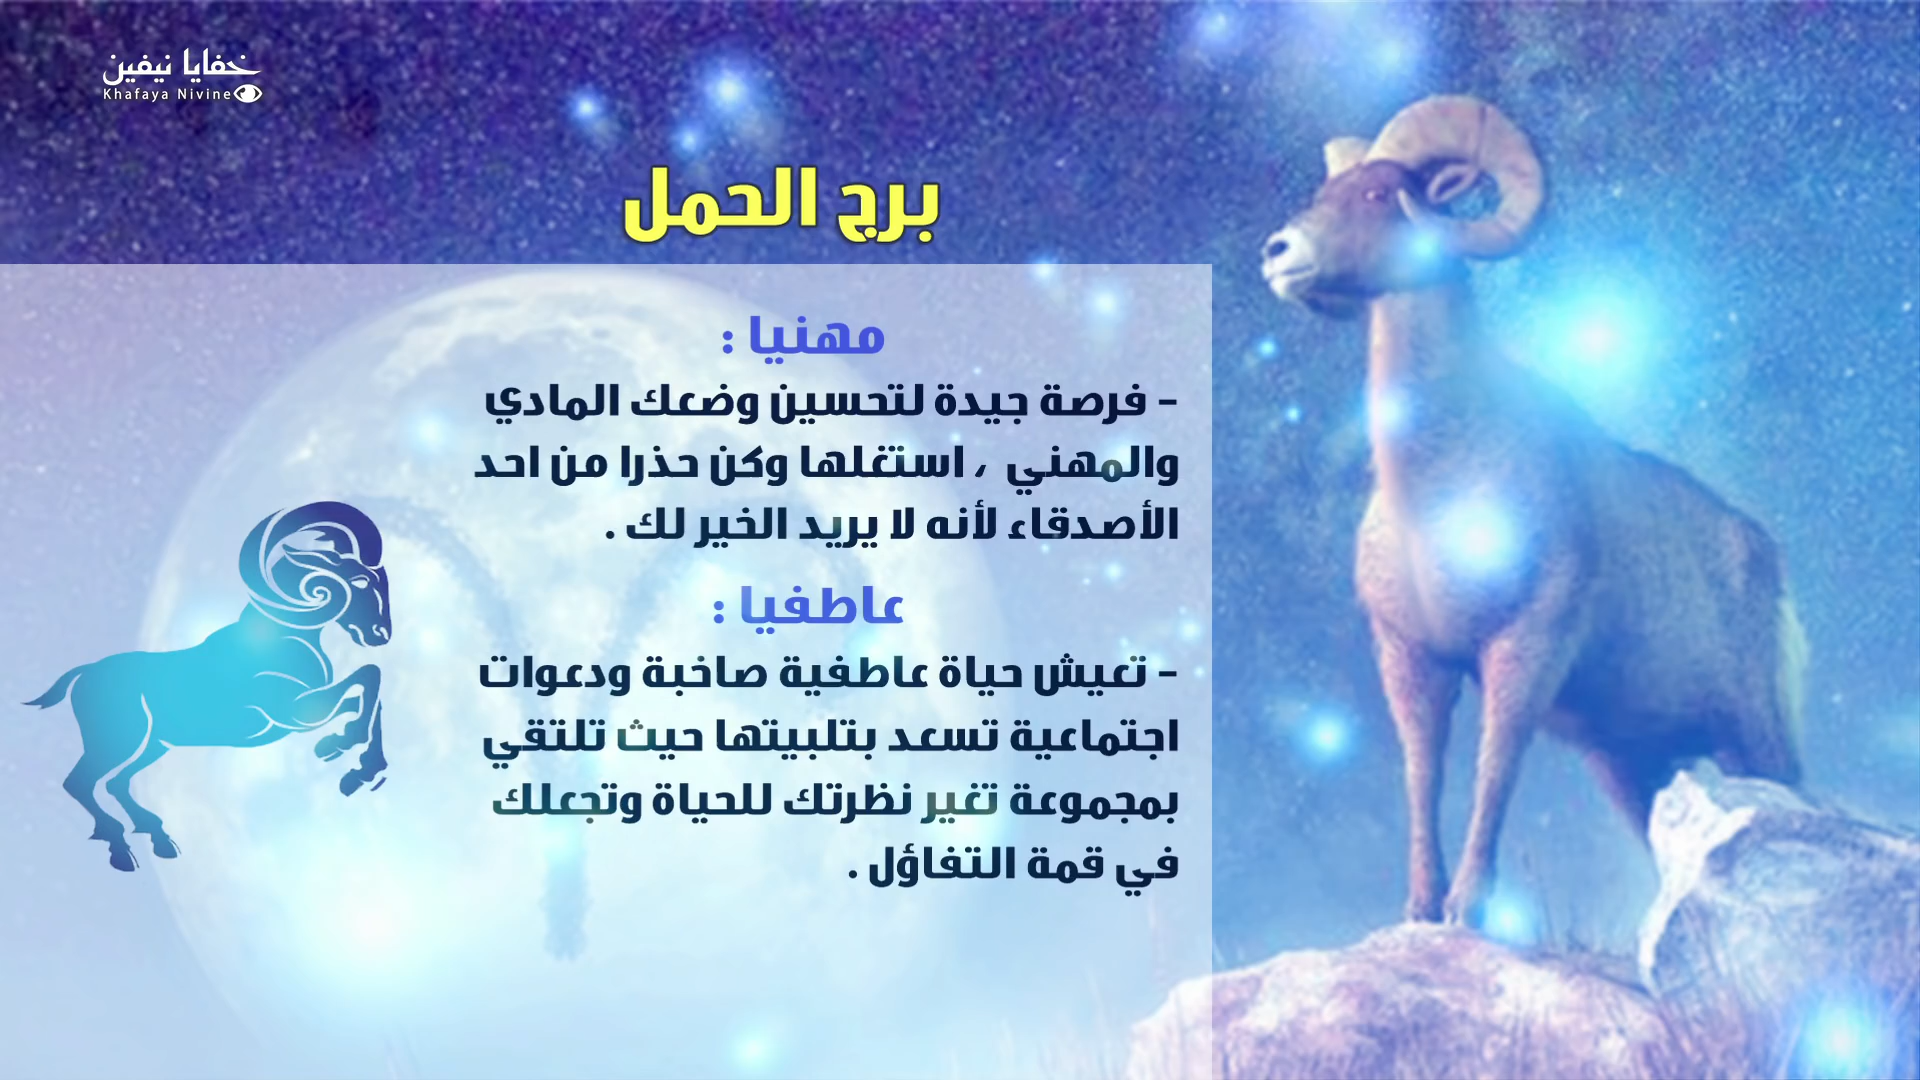 خفايا نيفين
Khafaya Nivine
برج الحمل
مهنيا :
- فرصة جيدة لتحسين وضعك المادي
والمهني ، استغلها وكن حذرا من احد
الأصدقاء لأنه لا يريد الخير لك .
عاطفيا :
- تعيش حياة عاطفية صاخبة ودعوات
اجتماعية تسعد بتلبيتها حيث تلتقي
بمجموعة تغير نظرتك للحياة وتجعلك
في قمة التفاؤل .